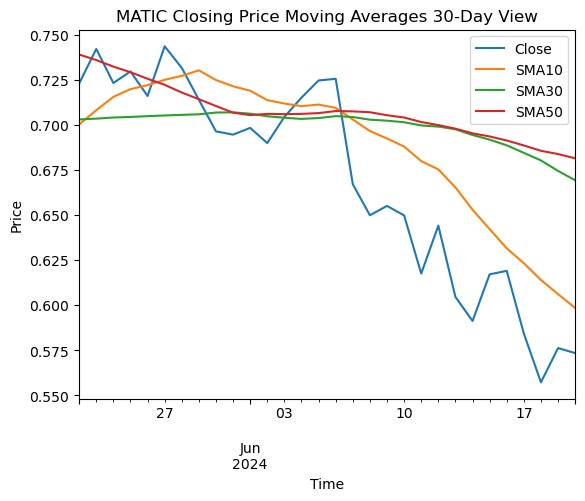 MATIC Closing Price Moving Averages 30-Day View
0.750
0.725
0.700
0.675
0.650
0.625
0.600
0.575
0.550
Price
Close
SMA10
SMA30
SMA50
27
03
10
17
Jun
2024
Time